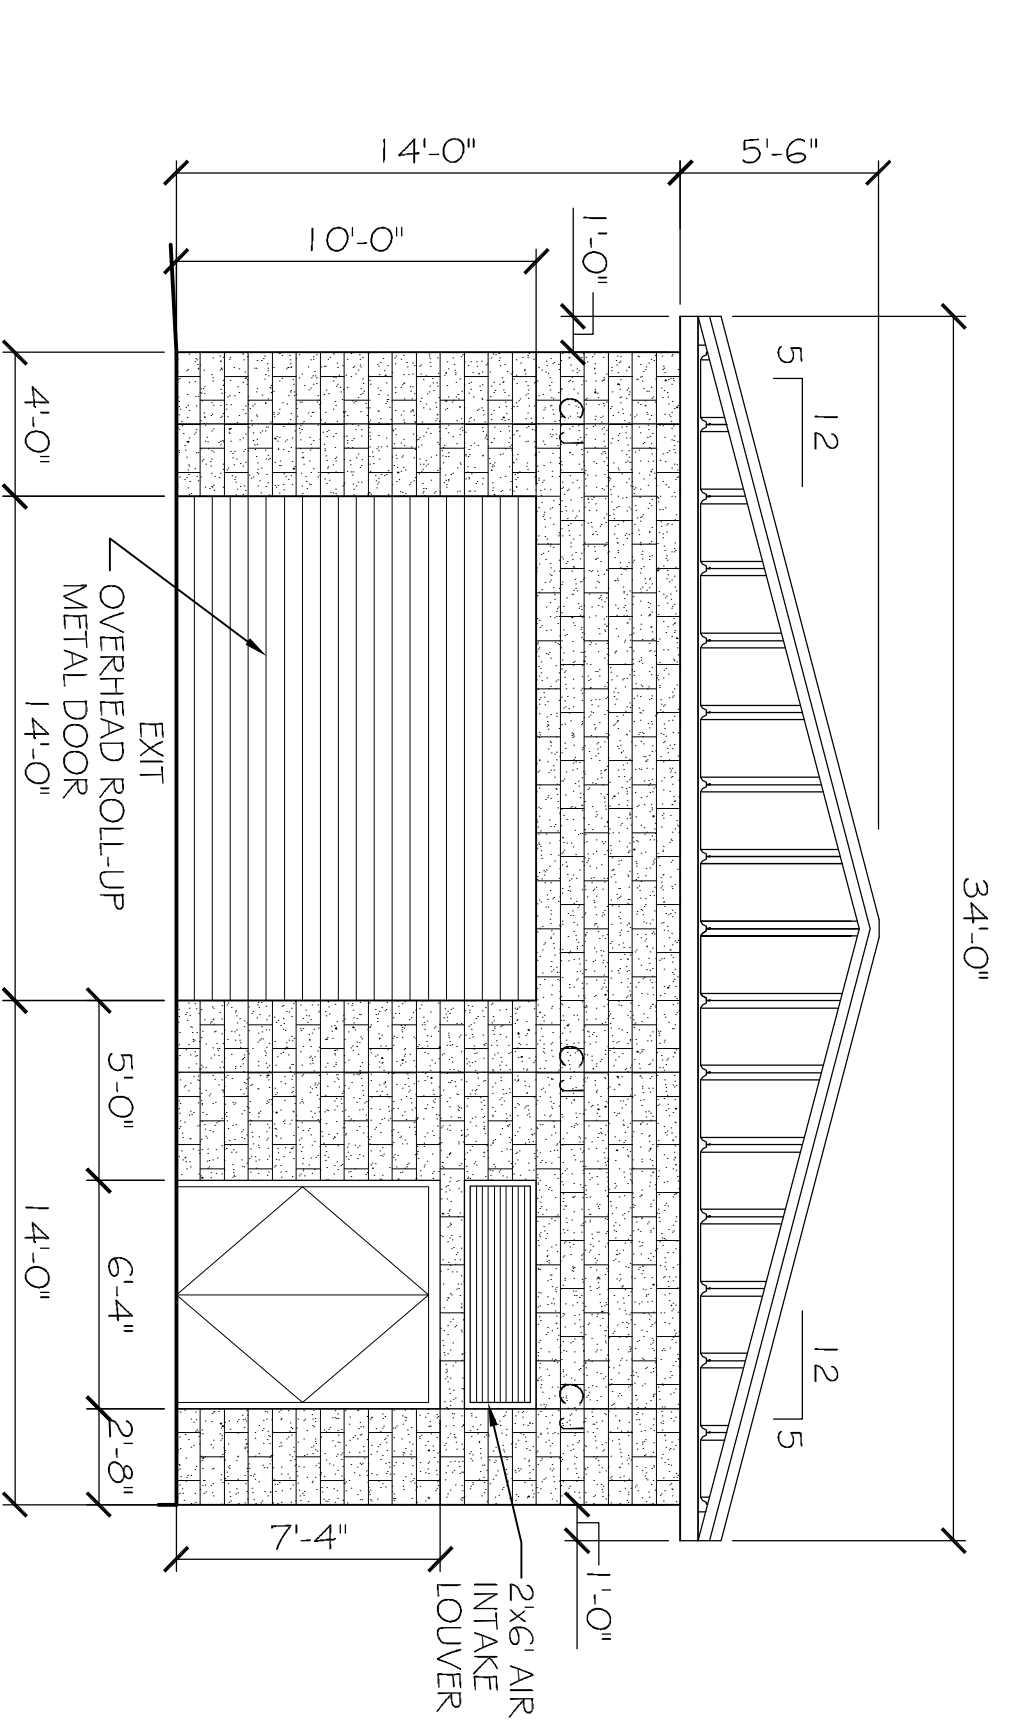 34'-0"
5'-6"
14'-0"
10'-0"
1'-0"
5
12
12
5
CJ
CJ
CJ
1'-0"
2'x6' AIR
INTAKE
LOUVER
7'-4"
EXIT
OVERHEAD ROLL-UP
METAL DOOR
5'-0"
6'-4"
2'-8"
4'-0"
14'-0"
14'-0"